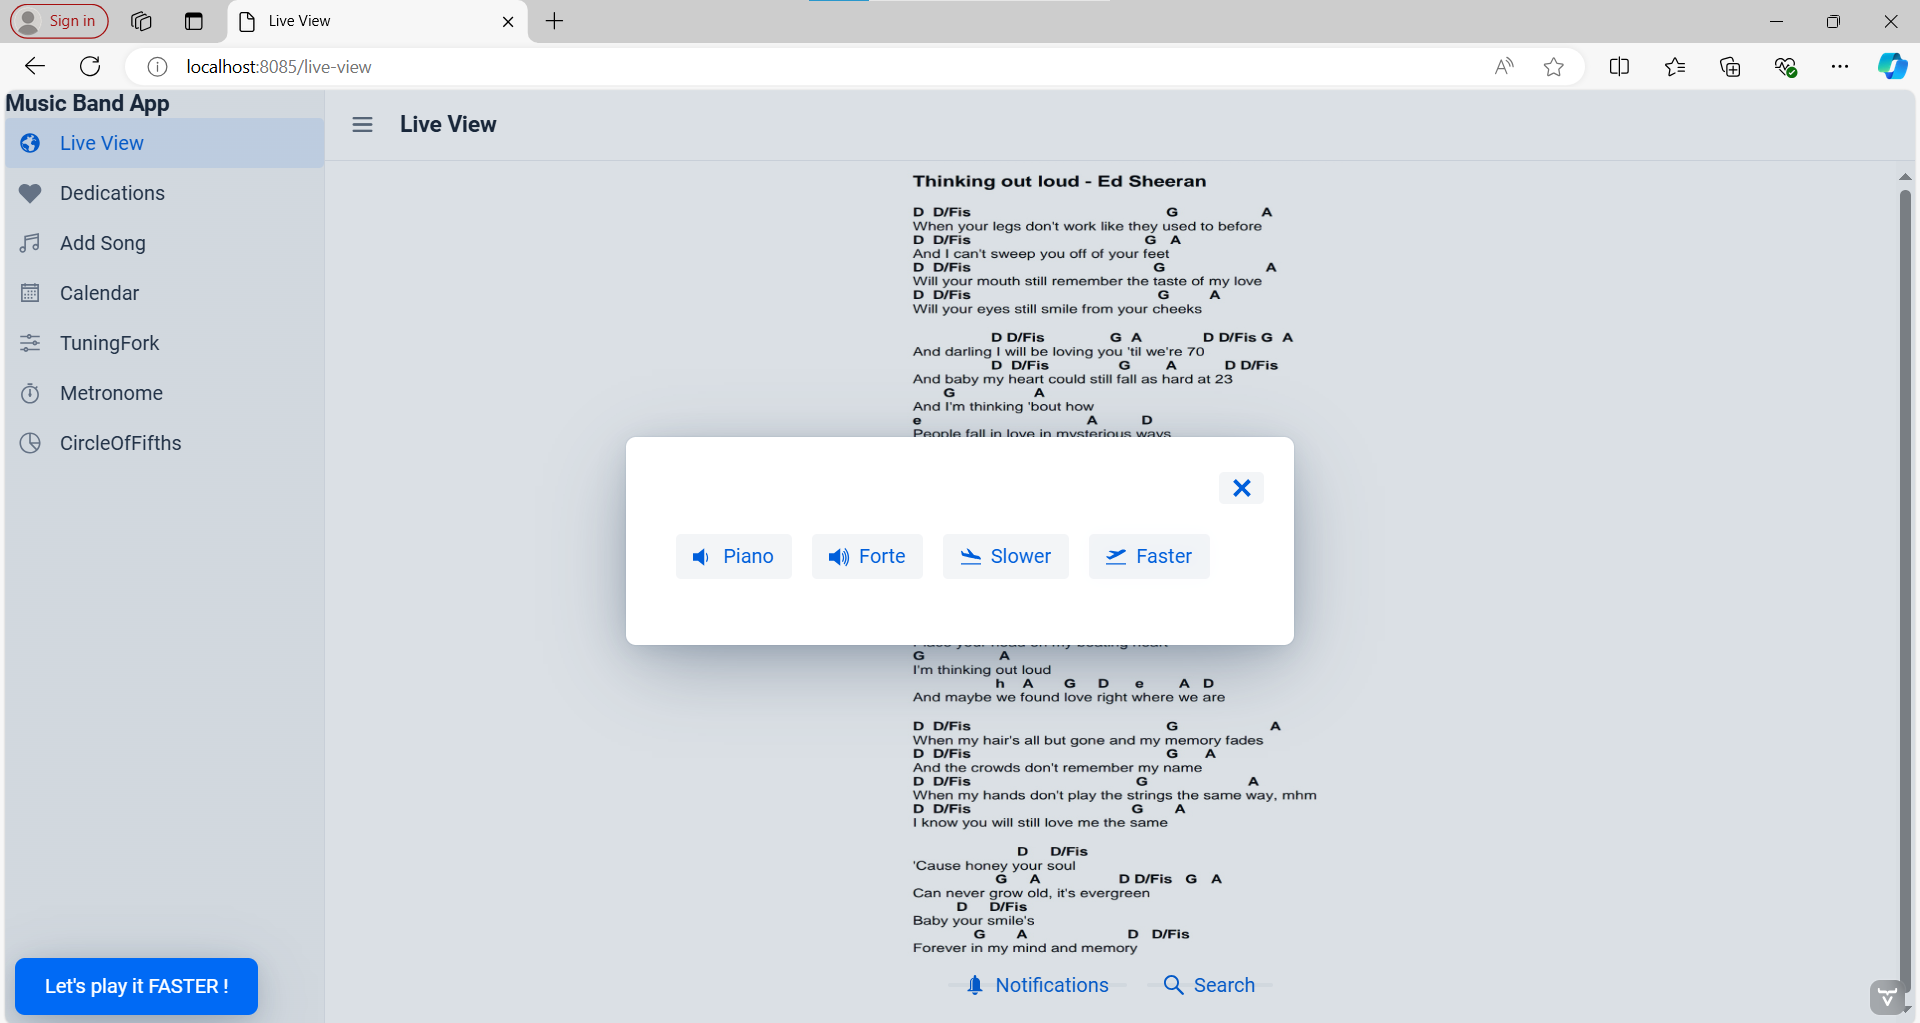 Sign in
Live View
localhost:8085/live-view
Music Band App
Live View
Dedications
Add Song
Calendar
TuningFork
Metronome
CircleOfFifths
Let's play it FASTER !
Live View
Thinking out loud - Ed Sheeran
D D/Fis G A
When your legs don't work like they used to before
D D/Fis G A
And I can't sweep you off of your feet
D D/Fis G A
Will your mouth still remember the taste of my love
D D/Fis G A
Will your eyes still smile from your cheeks
D D/Fis G A D D/Fis G A
And darling I will be loving you 'til we're 70
D D/Fis G A D D/Fis
And baby my heart could still fall as hard at 23
G A
And I'm thinking 'bout how
e A D
People fall in love in mysterious ways
Piano Forte Slower Faster
G A
I'm thinking out loud
h A G D e A D
And maybe we found love right where we are
D D/Fis G A
When my hair's all but gone and my memory fades
D D/Fis G A
And the crowds don't remember my name
D D/Fis G A
When my hands don't play the strings the same way, mhm
D D/Fis G A
I know you will still love me the same
D D/Fis
'Cause honey your soul
G A D D/Fis G A
Can never grow old, it's evergreen
D D/Fis
Baby your smile's
G A D D/Fis
Forever in my mind and memory
Notifications Search